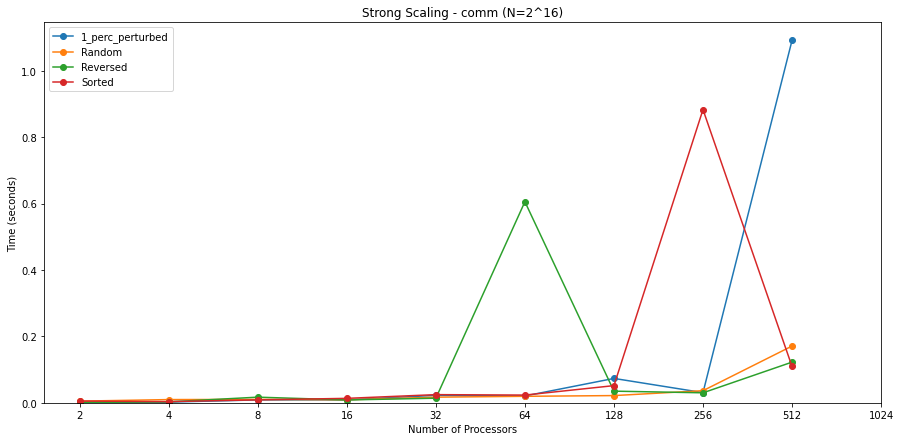 Strong Scaling - comm (N=2^16)
1_perc_perturbed
Random
Reversed
Sorted
Time (seconds)
1.0
0.8
0.6
0.4
0.2
0.0
2 4 8 16 32 64 128 256 512 1024
Number of Processors